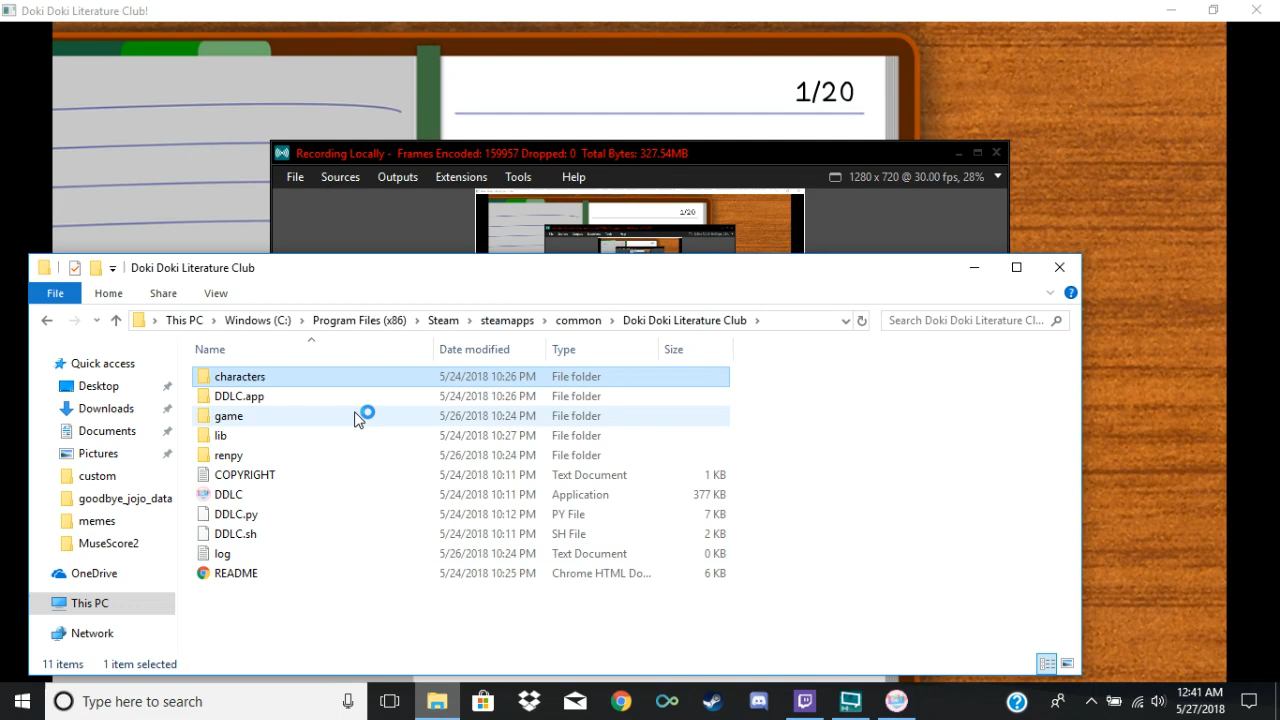 Doki Doki Literature Club!
1/20
Recording Locally - Frames Encoded: 159957 Dropped: 0 Total Bytes: 327.54MB
File Sources Outputs Extensions Tools Help 1280 x 720 @ 30.00 fps, 28%
1/20
Doki Doki Literature Club
File Home Share View
This PC > Windows (C:) > Program Files (x86) > Steam > steamapps > common > Doki Doki Literature Club > Search Doki Doki Literature Cl...
Name Date modified Type Size
Quick access
Desktop
Downloads
Documents
Pictures
custom
goodbye_jojo_data
memes
MuseScore2
OneDrive
This PC
Network
characters 5/24/2018 10:26 PM File folder
DDLC.app 5/24/2018 10:26 PM File folder
game 5/26/2018 10:24 PM File folder
lib 5/24/2018 10:27 PM File folder
renpy 5/26/2018 10:24 PM File folder
COPYRIGHT 5/24/2018 10:11 PM Text Document 1 KB
DDLC 5/24/2018 10:11 PM Application 377 KB
DDLC.py 5/24/2018 10:12 PM PY File 7 KB
DDLC.sh 5/24/2018 10:11 PM SH File 2 KB
log 5/26/2018 10:24 PM Text Document 0 KB
README 5/24/2018 10:25 PM Chrome HTML Do... 6 KB
11 items 1 item selected
Type here to search
12:41 AM
5/27/2018